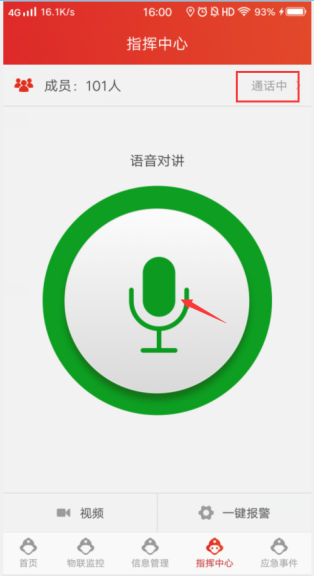 4G 16.1K/s 16:00 HD 93%
指挥中心
成员：101人 通话中
语音对讲
视频 一键报警
首页 物联监控 信息管理 指挥中心 应急事件